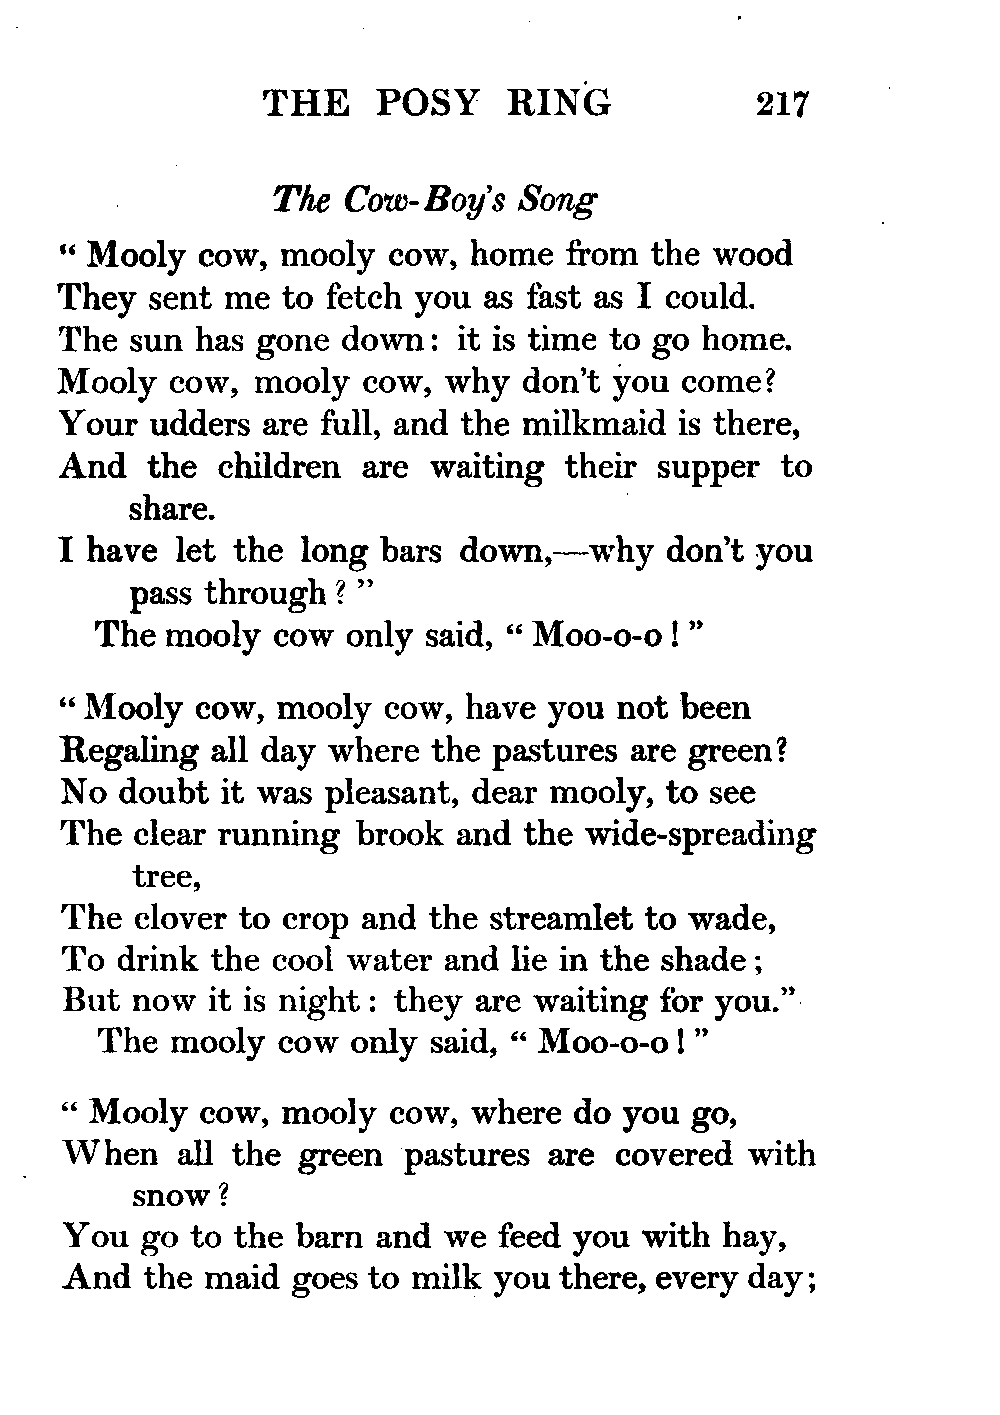 THE POSY RING 217
The Cow-Boy's Song
“ Mooly cow, mooly cow, home from the wood
They sent me to fetch you as fast as I could.
The sun has gone down: it is time to go home.
Mooly cow, mooly cow, why don't you come?
Your udders are full, and the milkmaid is there,
And the children are waiting their supper to
share.
I have let the long bars down,—why don't you
pass through ? ”
The mooly cow only said, “ Moo-o-o ! ”
“ Mooly cow, mooly cow, have you not been
Regaling all day where the pastures are green?
No doubt it was pleasant, dear mooly, to see
The clear running brook and the wide-spreading
tree,
The clover to crop and the streamlet to wade,
To drink the cool water and lie in the shade ;
But now it is night : they are waiting for you.”
The mooly cow only said, “ Moo-o-o ! ”
“ Mooly cow, mooly cow, where do you go,
When all the green pastures are covered with
snow ?
You go to the barn and we feed you with hay,
And the maid goes to milk you there, every day ;